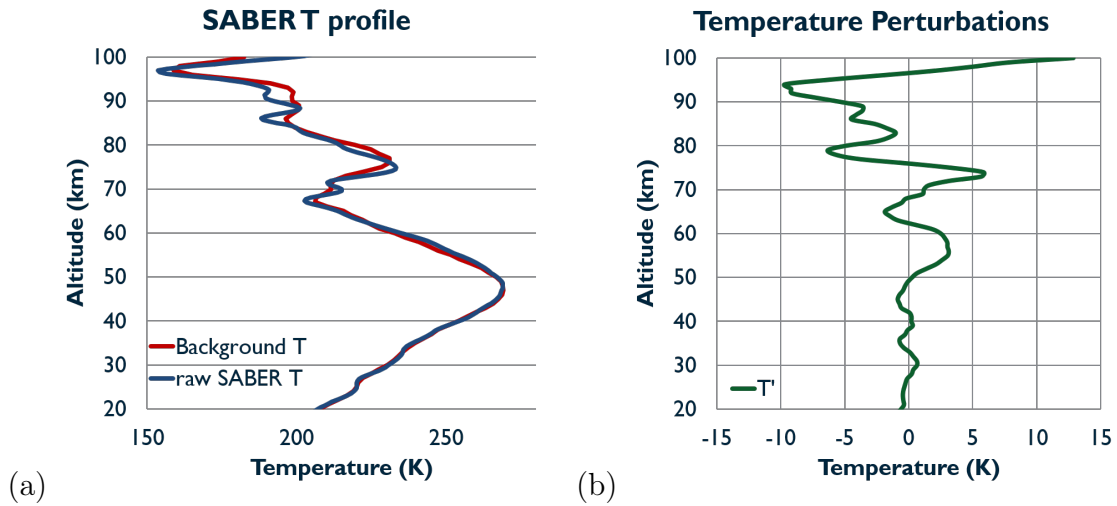 SABER T profile
100
90
80
70
60
50
40
30
20
Altitude (km)
Background T
raw SABER T
150 200 250
Temperature (K)
(a)
Temperature Perturbations
100
90
80
70
60
50
40
30
20
Altitude (km)
T'
-15 -10 -5 0 5 10 15
Temperature (K)
(b)